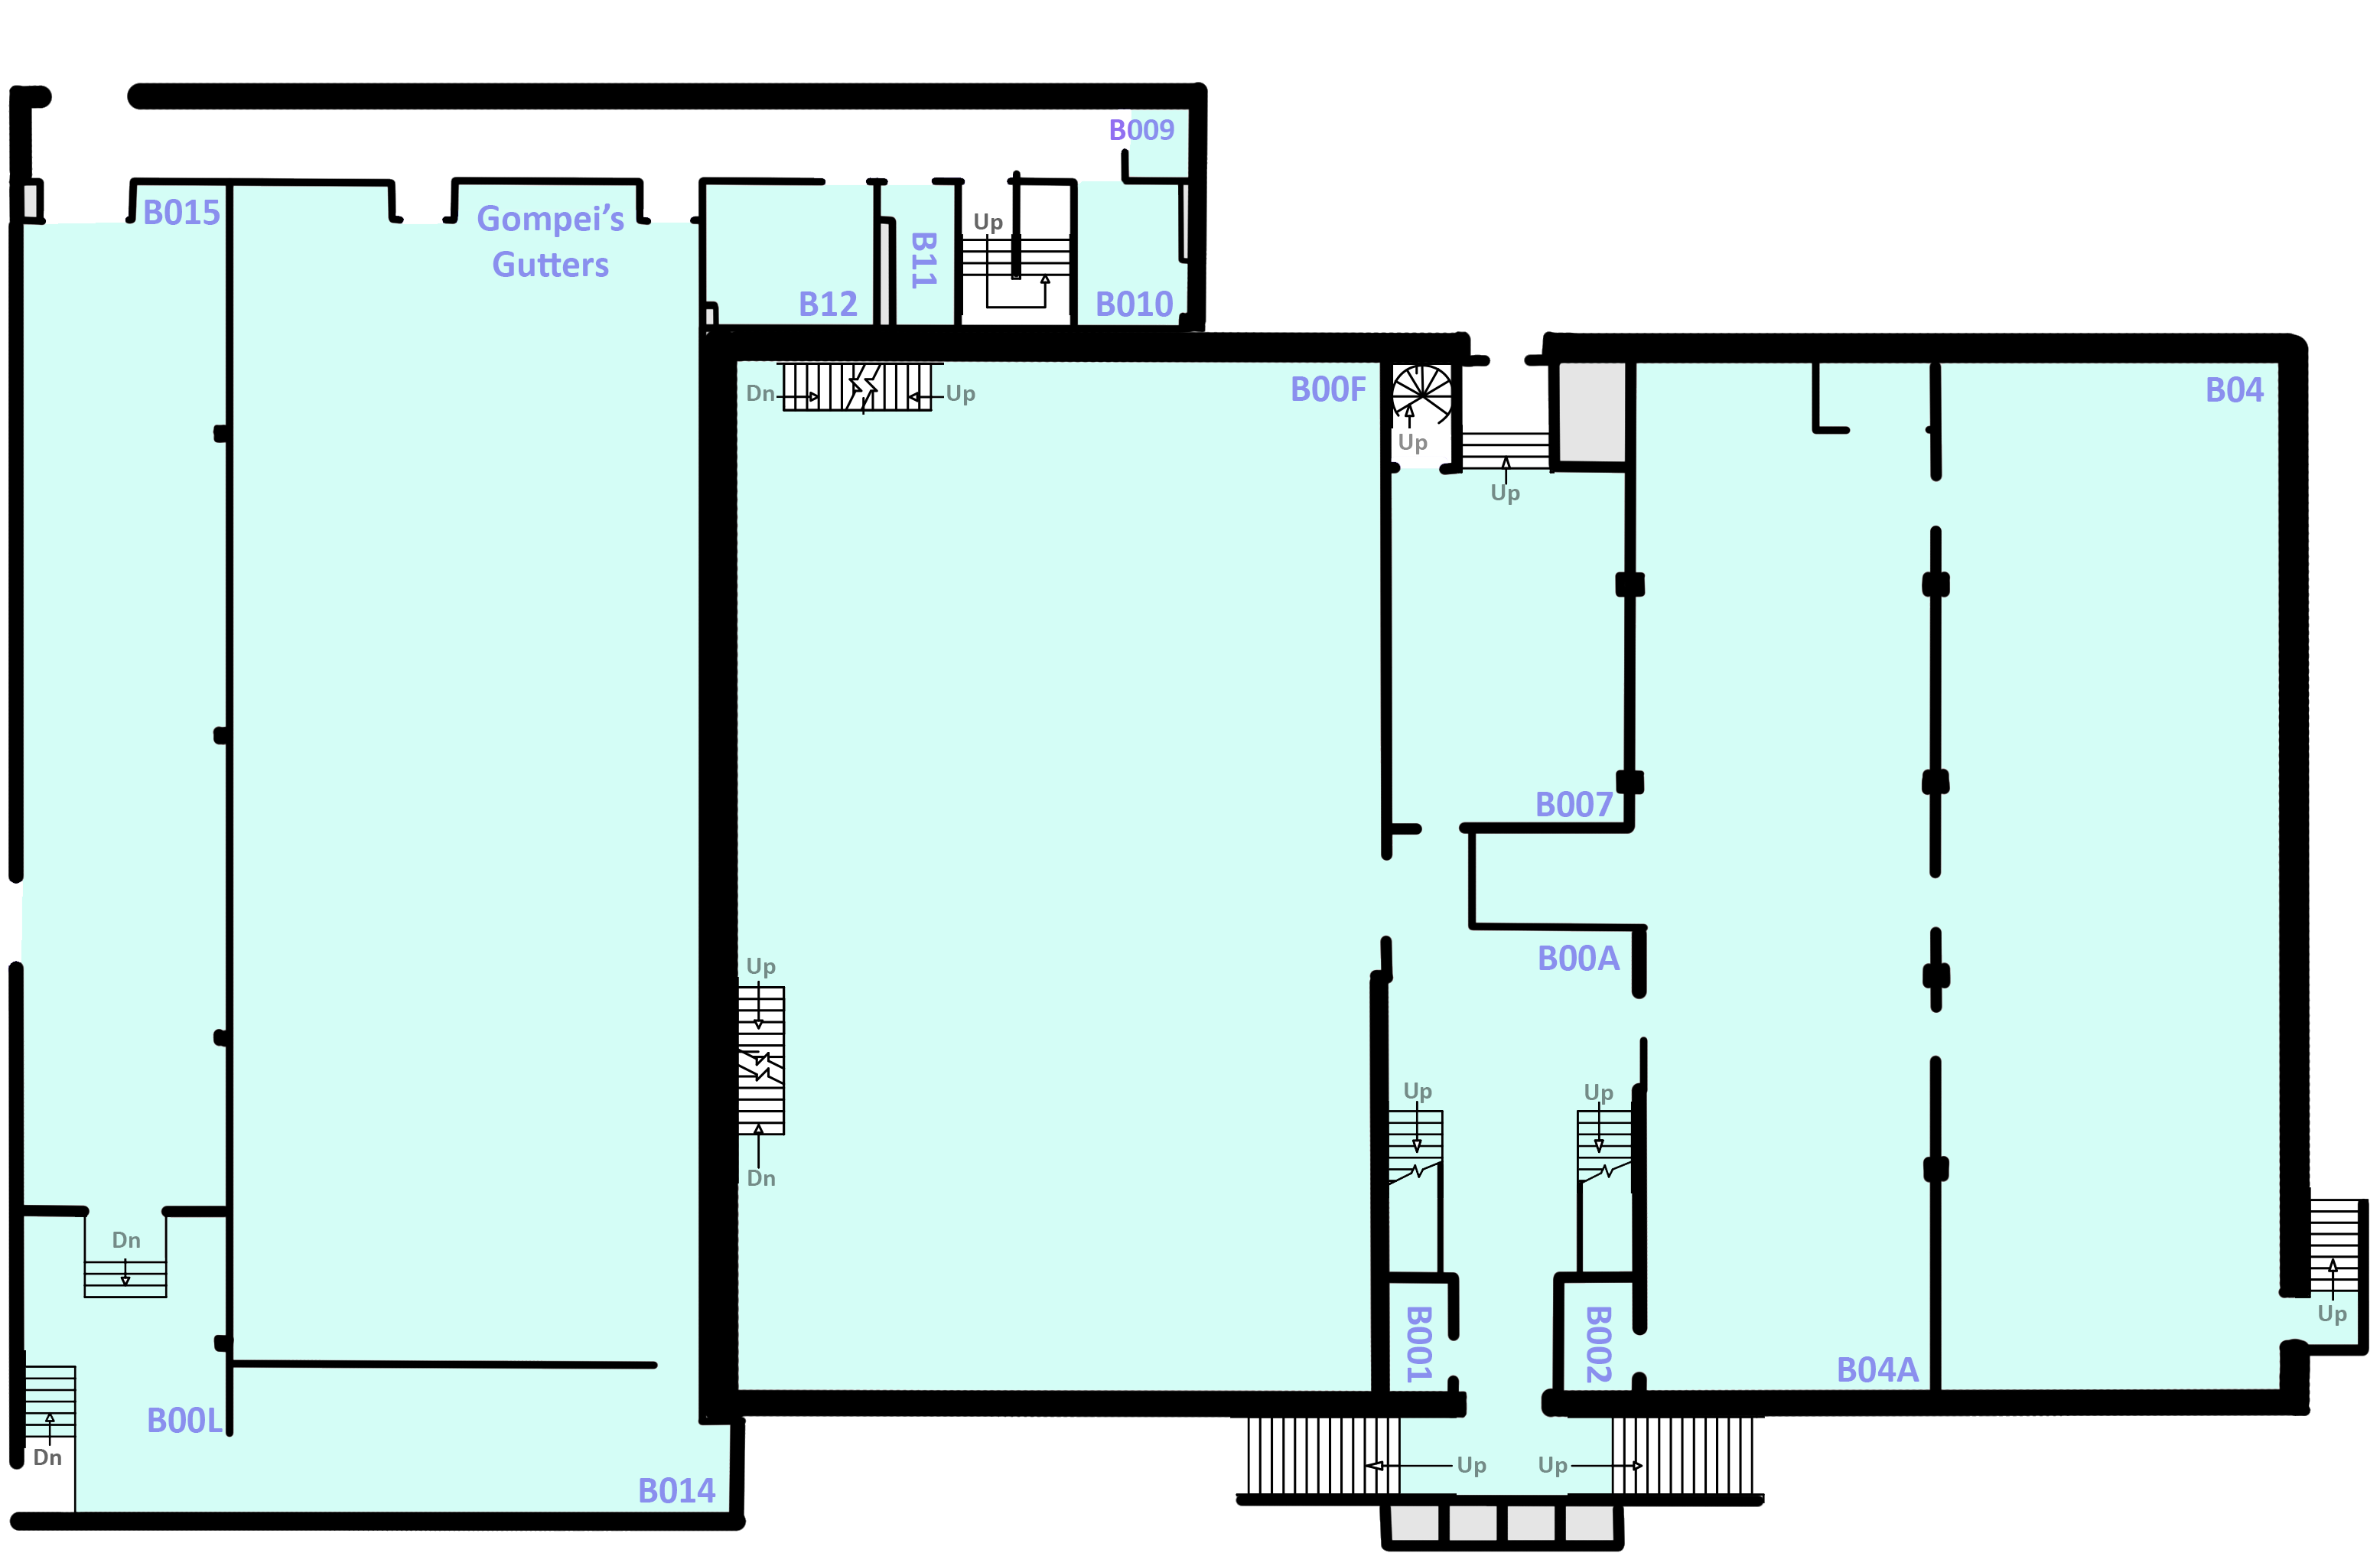 B009
B015
Gompei's
Gutters
B11
Up
B12
B010
Dn
Up
B00F
Up
Up
B04
B007
B00A
Up
Dn
Up
Up
Dn
B00L
Dn
B014
B001
B002
B04A
Up
Up
Up